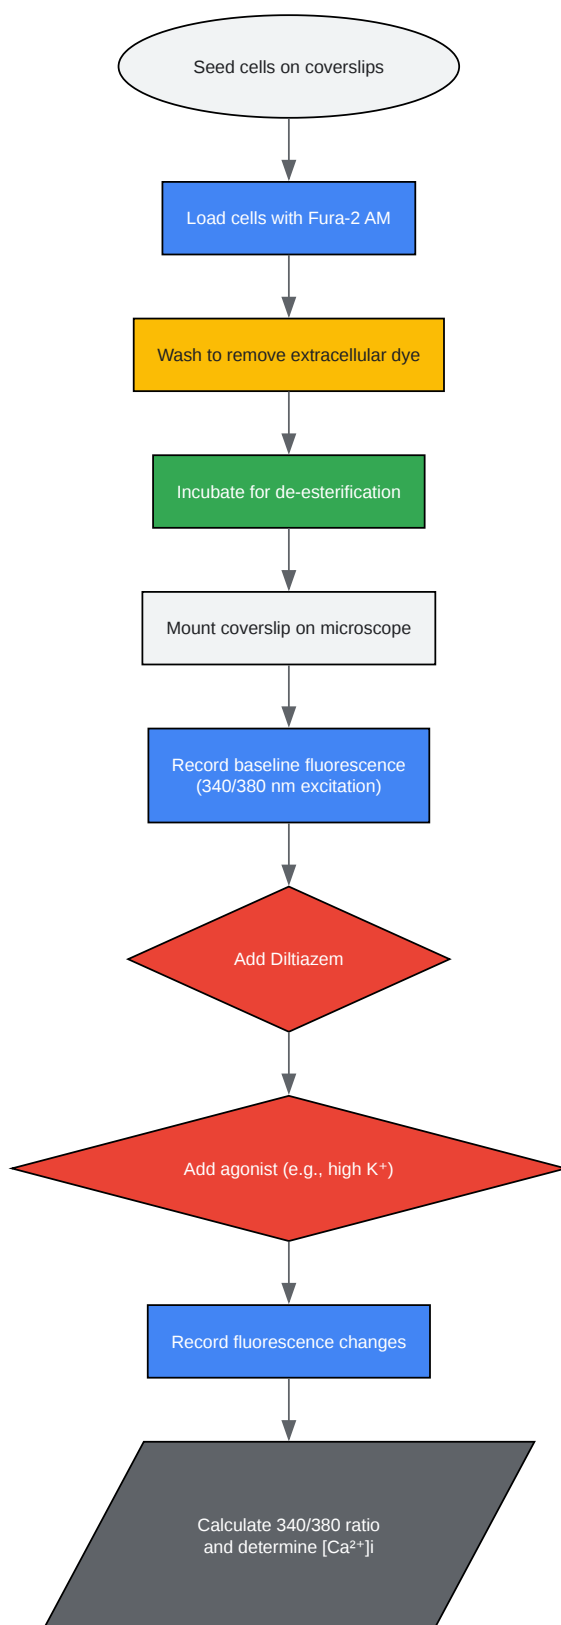 Seed cells on coverslips
Load cells with Fura-2 AM
Wash to remove extracellular dye
Incubate for de-esterification
Mount coverslip on microscope
Record baseline fluorescence
(340/380 nm excitation)
Add Diltiazem
Add agonist (e.g., high K⁺)
Record fluorescence changes
Calculate 340/380 ratio
and determine [Ca²⁺]i